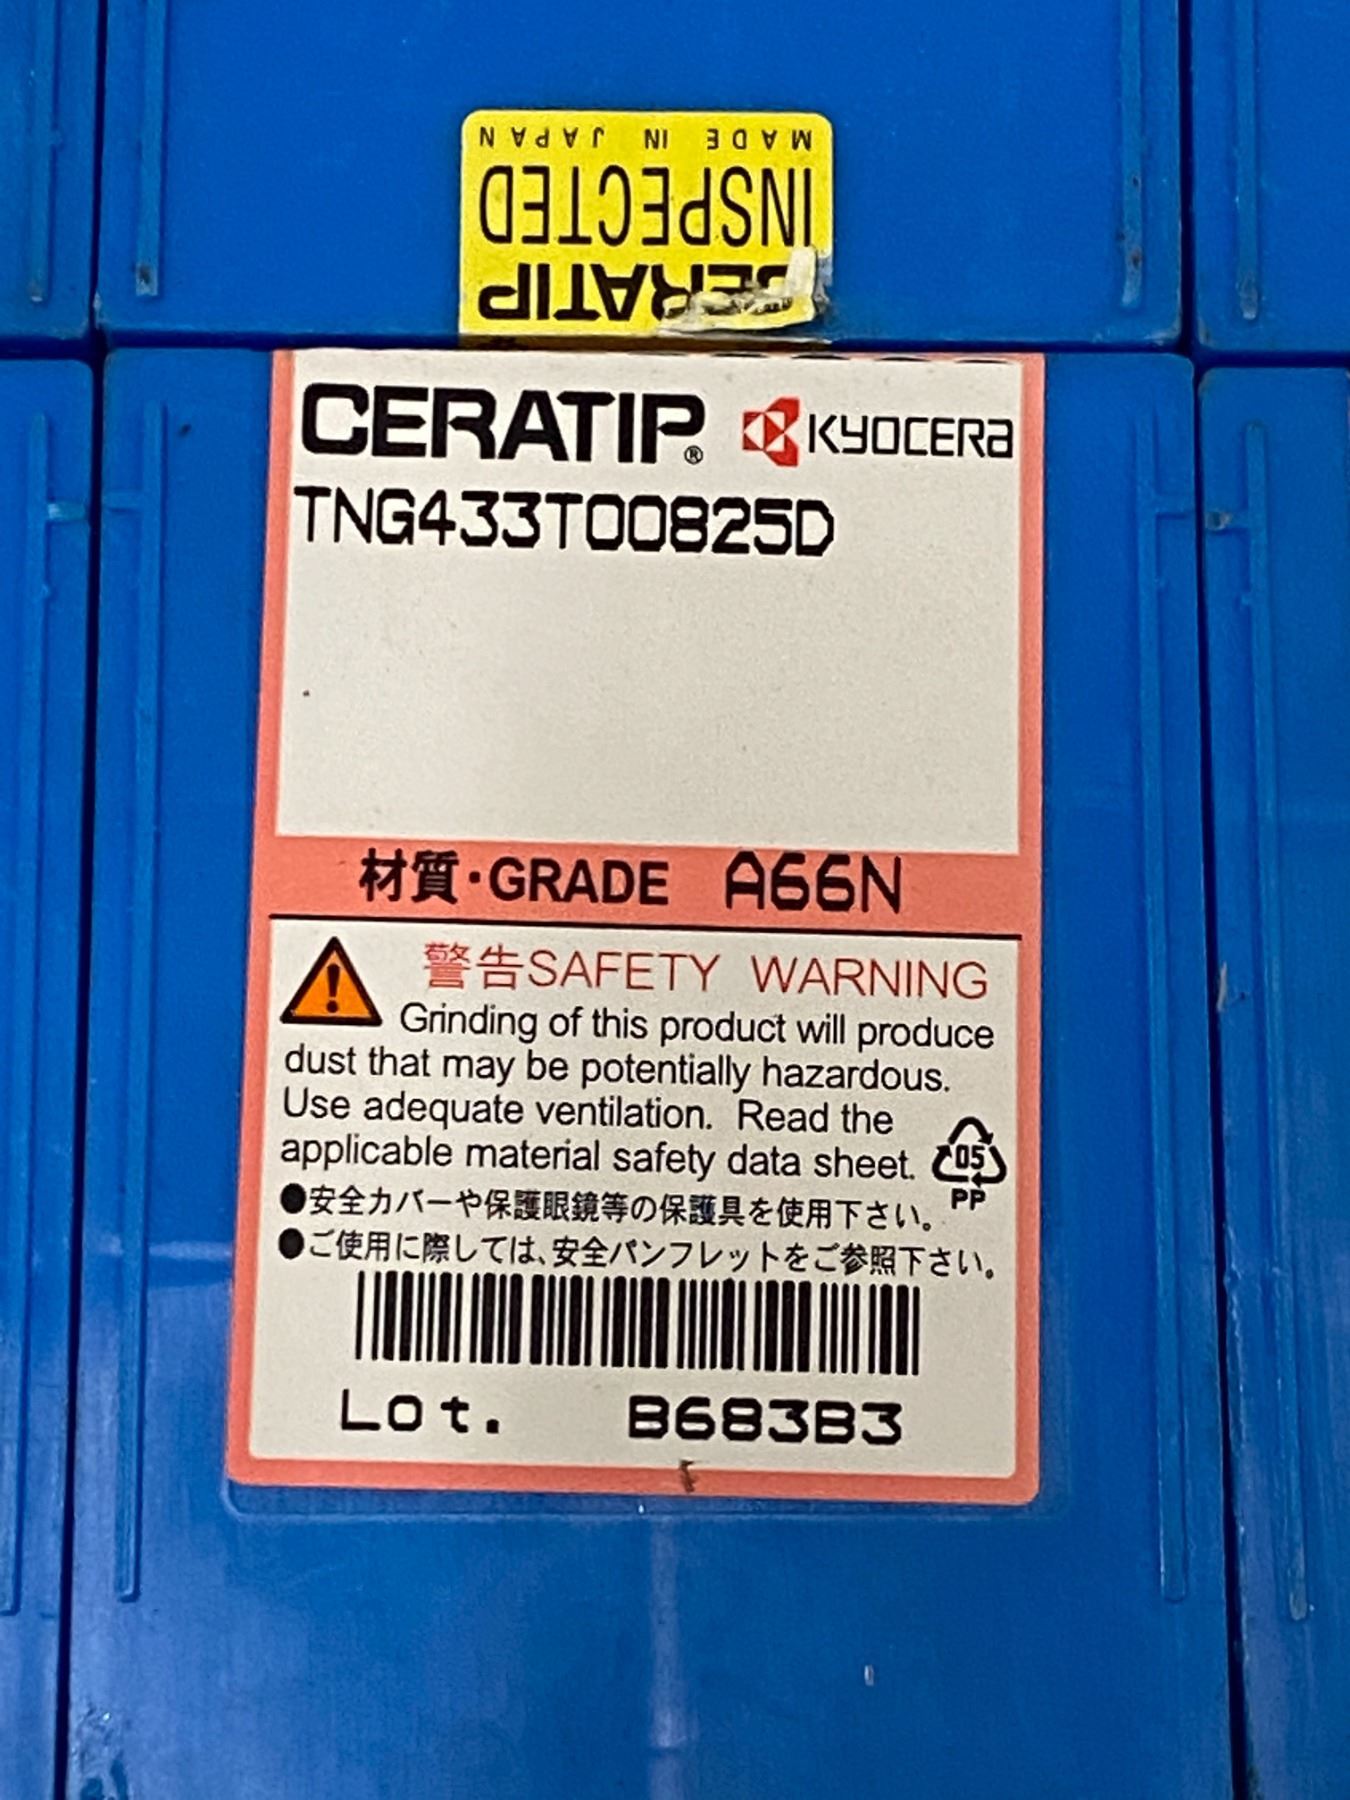 MADE IN JAPAN
INSPECTED
CERATIP
CERATIP® KYOCERA
TNG433T00825D
材質・GRADE A66N
警告SAFETY WARNING
Grinding of this product will produce
dust that may be potentially hazardous.
Use adequate ventilation. Read the
applicable material safety data sheet.
05
PP
●安全カバーや保護眼鏡等の保護具を使用下さい。
●ご使用に際しては、安全パンフレットをご参照下さい。
Lot. B683B3